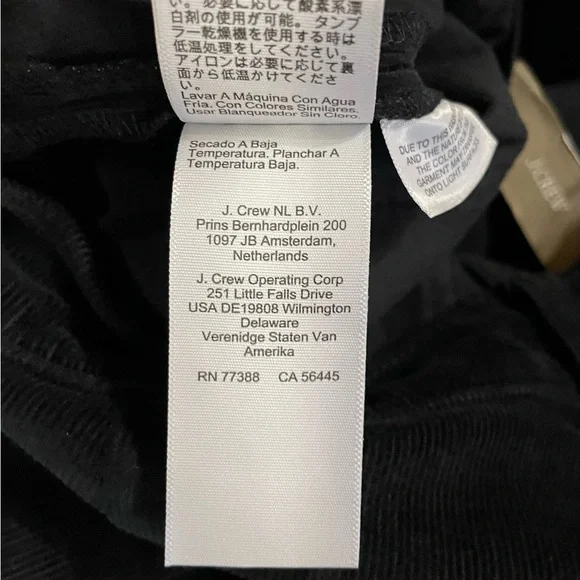 い。必要に応じて酸素系漂
白剤の使用が可能。タンブ
ラー乾燥機を使用する時は
低温処理をしてください。
アイロンは必要に応じて裏
面から低温かけてくださ
い。
Lavar A Máquina Con Agua
Fría. Con Colores Similares.
Usar Blanqueador Sin Cloro.
Secado A Baja
Temperatura. Planchar A
Temperatura Baja.
J. Crew NL B.V.
Prins Bernhardplein 200
1097 JB Amsterdam,
Netherlands
J. Crew Operating Corp
251 Little Falls Drive
USA DE19808 Wilmington
Delaware
Verenidge Staten Van
Amerika
RN 77388 CA 56445
DUE TO THIS
AND THE NATURE
THE COLOR
GARMENT MAY
ONTO LIGHT
J.CREW